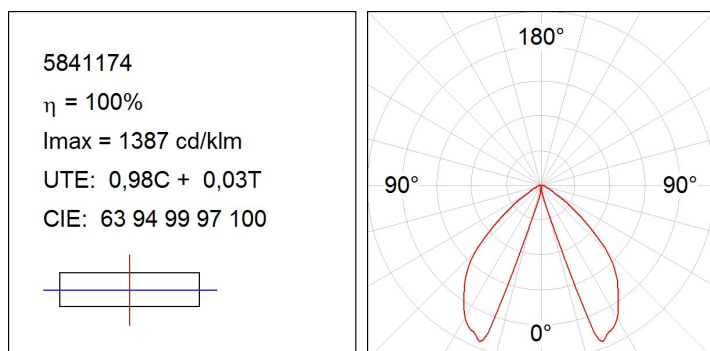 5841174
η = 100%
Imax = 1387 cd/klm
UTE: 0,98C + 0,03T
CIE: 63 94 99 97 100
180°
90° 90°
0°